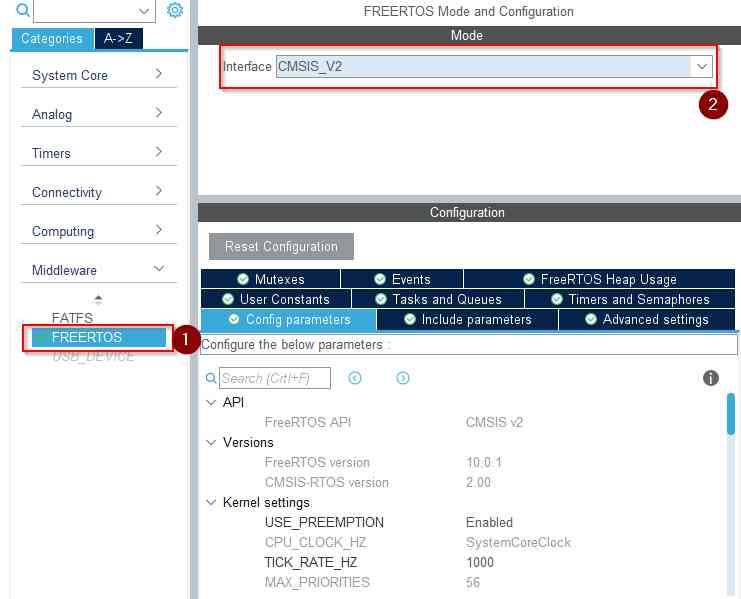 Categories A->Z
System Core
Analog
Timers
Connectivity
Computing
Middleware
FATFS
FREERTOS
1
USB_DEVICE
FREERTOS Mode and Configuration
Mode
Interface CMSIS_V2
2
Configuration
Reset Configuration
Mutexes Events FreeRTOS Heap Usage
User Constants Tasks and Queues Timers and Semaphores
Config parameters Include parameters Advanced settings
Configure the below parameters :
Search (Crtl+F)
API
FreeRTOS API CMSIS v2
Versions
FreeRTOS version 10.0.1
CMSIS-RTOS version 2.00
Kernel settings
USE_PREEMPTION Enabled
CPU_CLOCK_HZ SystemCoreClock
TICK_RATE_HZ 1000
MAX_PRIORITIES 56